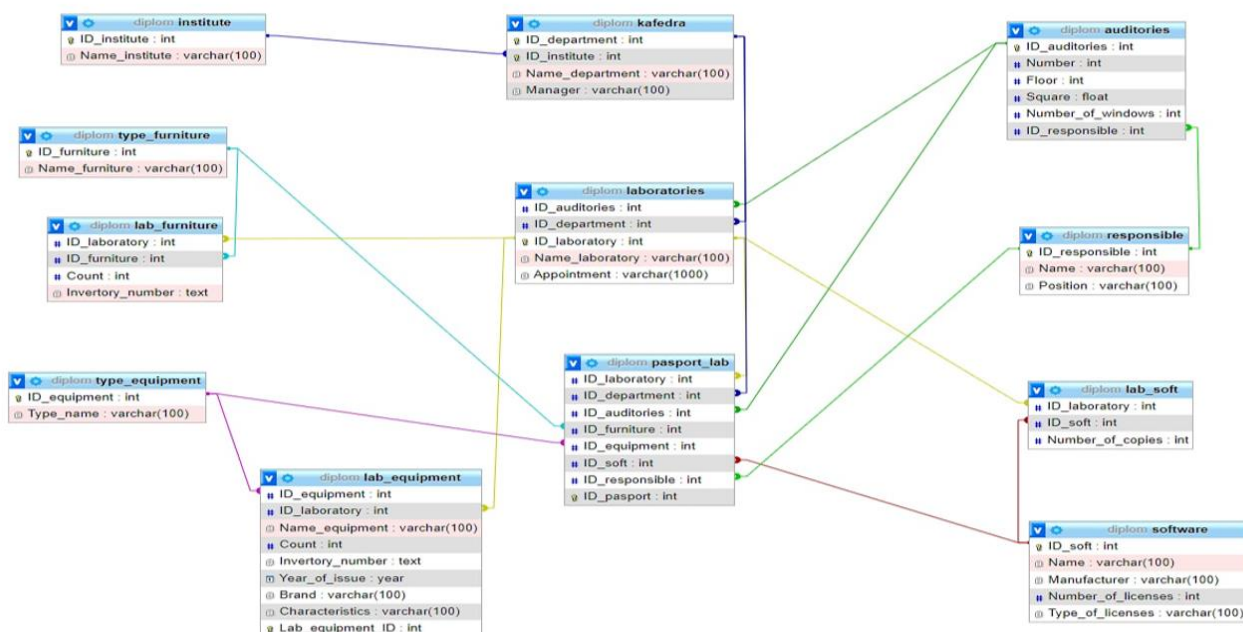 diplom institute
ID_institute : int
Name_institute : varchar(100)
diplom kafedra
ID_department : int
ID_institute : int
Name_department : varchar(100)
Manager : varchar(100)
diplom auditories
ID_auditories : int
Number : int
Floor : int
Square : float
Number_of_windows : int
ID_responsible : int
diplom type_furniture
ID_furniture : int
Name_furniture : varchar(100)
diplom laboratories
ID_auditories : int
ID_department : int
ID_laboratory : int
Name_laboratory : varchar(100)
Appointment : varchar(1000)
diplom lab_furniture
ID_laboratory : int
ID_furniture : int
Count : int
Invertory_number : text
diplom responsible
ID_responsible : int
Name : varchar(100)
Position : varchar(100)
diplom pasport_lab
ID_laboratory : int
ID_department : int
ID_auditories : int
ID_furniture : int
ID_equipment : int
ID_soft : int
ID_responsible : int
ID_pasport : int
diplom type_equipment
ID_equipment : int
Type_name : varchar(100)
diplom lab_soft
ID_laboratory : int
ID_soft : int
Number_of_copies : int
diplom lab_equipment
ID_equipment : int
ID_laboratory : int
Name_equipment : varchar(100)
Count : int
Invertory_number : text
Year_of_issue : year
Brand : varchar(100)
Characteristics : varchar(100)
Lab_equipment_ID : int
diplom software
ID_soft : int
Name : varchar(100)
Manufacturer : varchar(100)
Number_of_licenses : int
Type_of_licenses : varchar(100)